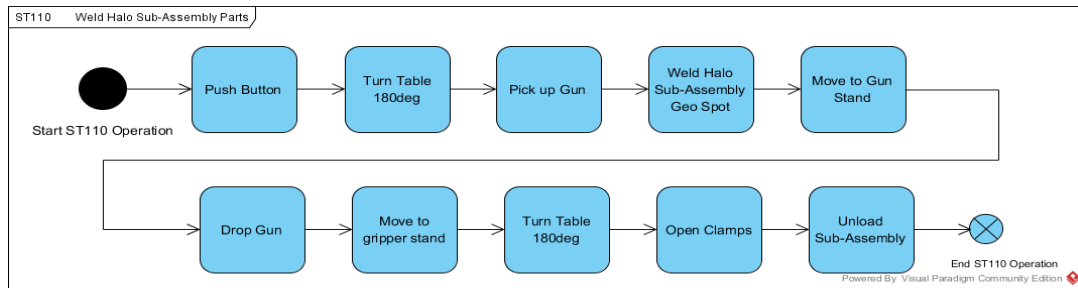 ST110 Weld Halo Sub-Assembly Parts
Start ST110 Operation
Push Button
Turn Table
180deg
Pick up Gun
Weld Halo
Sub-Assembly
Geo Spot
Move to Gun
Stand
Drop Gun
Move to
gripper stand
Turn Table
180deg
Open Clamps
Unload
Sub-Assembly
End ST110 Operation
Powered By Visual Paradigm Community Edition